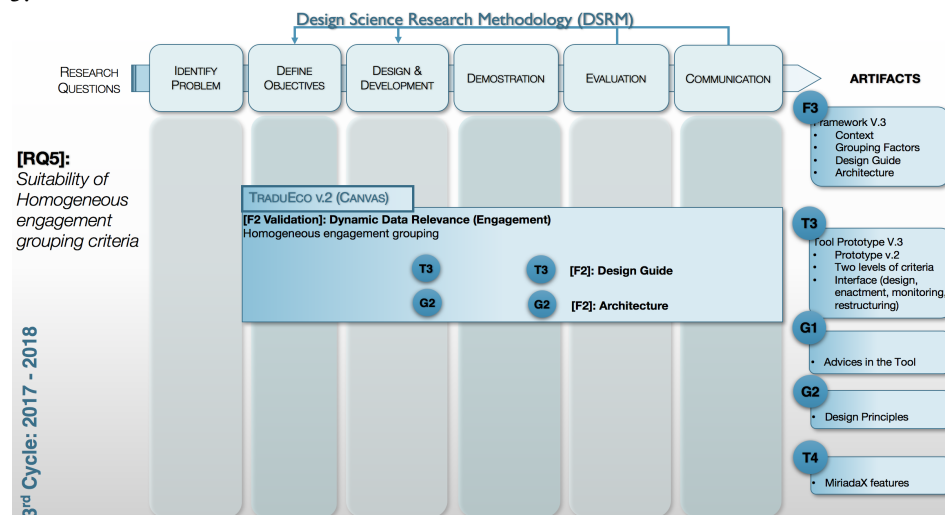 Design Science Research Methodology (DSRM)
RESEARCH
QUESTIONS
IDENTIFY
PROBLEM
DEFINE
OBJECTIVES
DESIGN &
DEVELOPMENT
DEMOSTRATION
EVALUATION
COMMUNICATION
ARTIFACTS
[RQ5]:
Suitability of
Homogeneous
engagement
grouping criteria
3rd Cycle: 2017 - 2018
TRADUECO V.2 (CANVAS)
[F2 Validation]: Dynamic Data Relevance (Engagement)
Homogeneous engagement grouping
T3
T3
[F2]: Design Guide
G2
G2
[F2]: Architecture
F3
Framework V.3
• Context
• Grouping Factors
• Design Guide
• Architecture
T3
Tool Prototype V.3
• Prototype v.2
• Two levels of criteria
• Interface (design,
enactment, monitoring,
restructuring)
G1
• Advices in the Tool
G2
• Design Principles
T4
• MiriadaX features